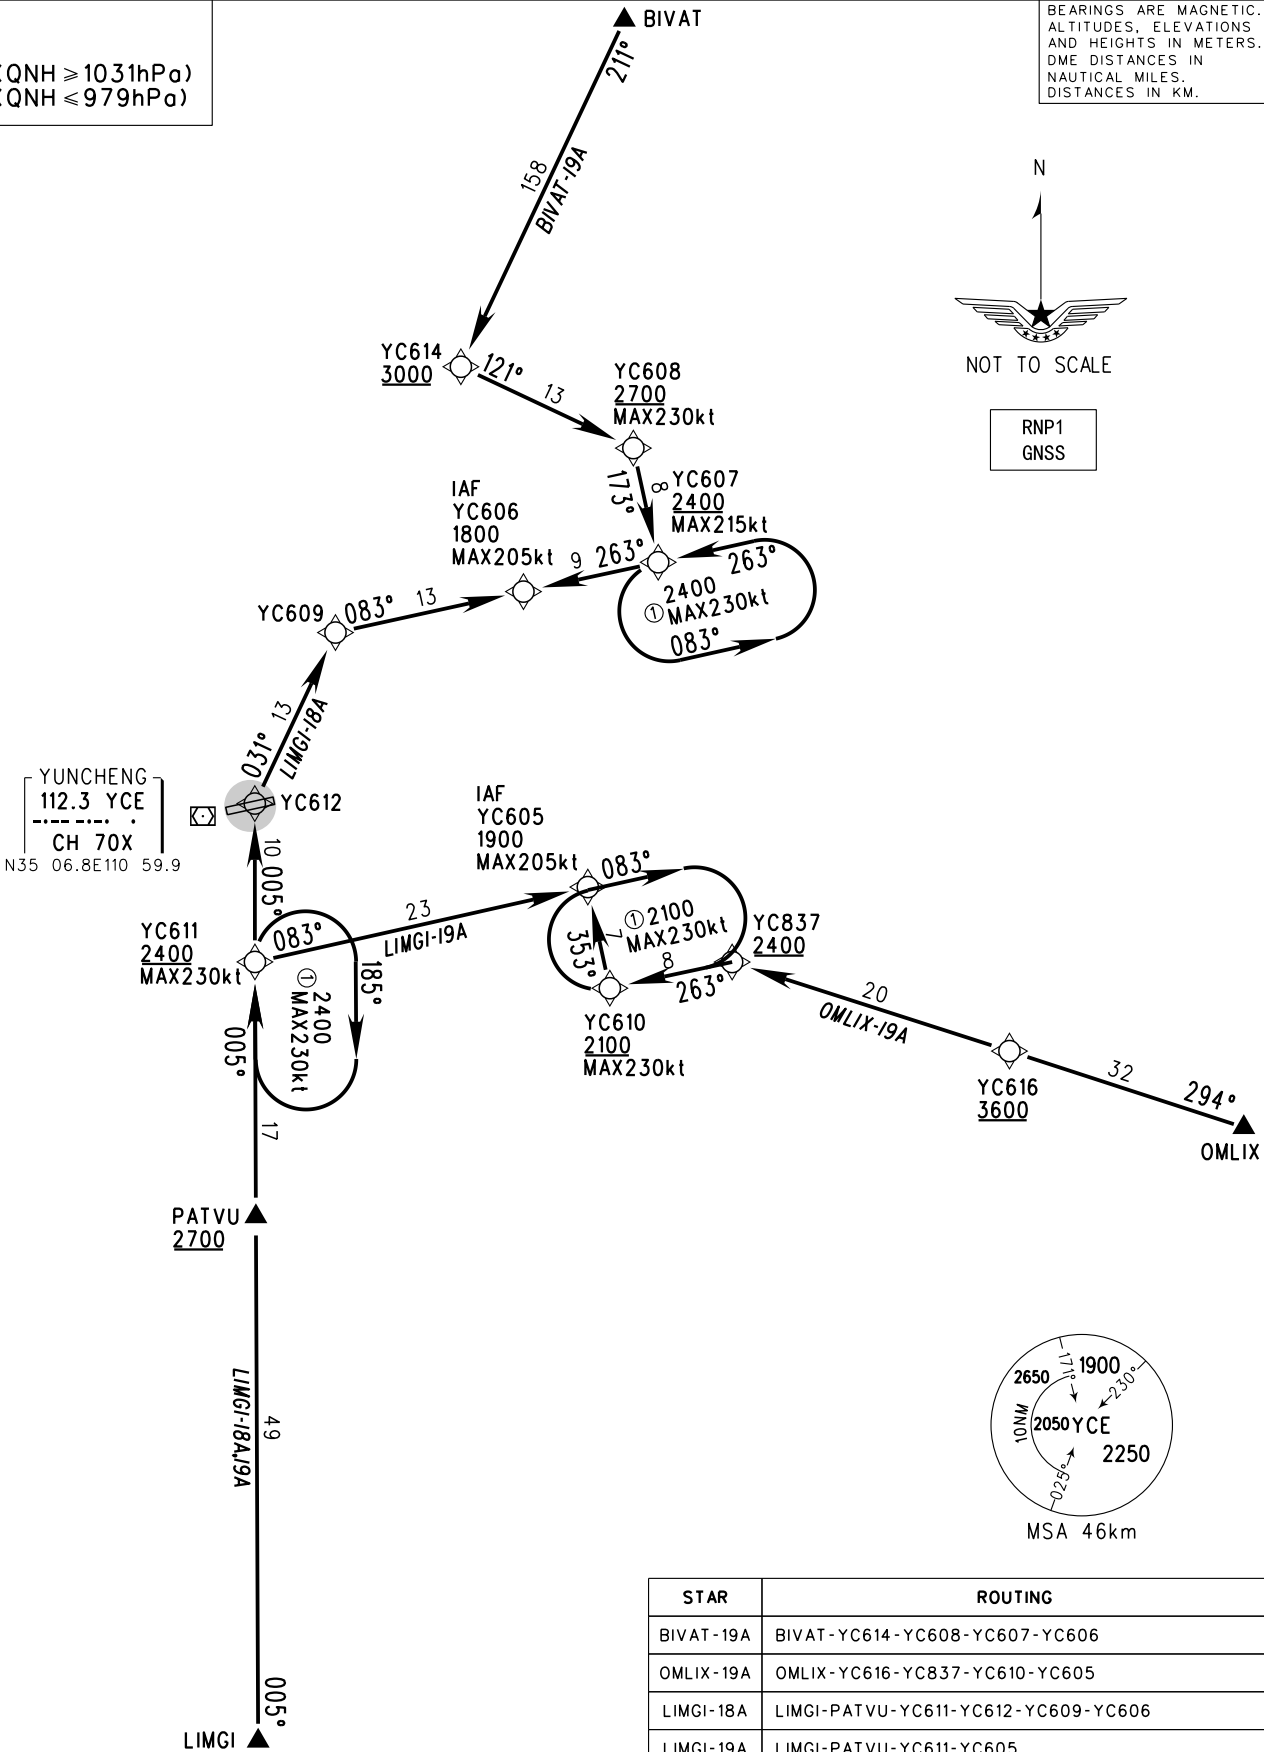 (QNH ≥1031hPa)
(QNH ≤979hPa)
BEARINGS ARE MAGNETIC.
ALTITUDES, ELEVATIONS
AND HEIGHTS IN METERS.
DME DISTANCES IN
NAUTICAL MILES.
DISTANCES IN KM.
BIVAT
211°
158
BIVAT-19A
N
NOT TO SCALE
RNP1
GNSS
YC614
3000
121°
13
YC608
2700
MAX230kt
173°
8
YC607
2400
MAX215kt
IAF
YC606
1800
MAX205kt
9
263°
263°
2400
① MAX230kt
083°
YC609
083°
13
13
031°
LIMGI-18A
YUNCHENG
112.3 YCE
CH 70X
N35 06.8E110 59.9
YC612
10
005°
IAF
YC605
1900
MAX205kt
083°
① 2100
MAX230kt
353°
7
8
263°
YC837
2400
YC611
2400
MAX230kt
083°
23
LIMGI-19A
185°
① 2400
MAX230kt
005°
17
YC610
2100
MAX230kt
20
OMLIX-19A
YC616
3600
32
294°
OMLIX
PATVU
2700
LIMGI-18A,19A
49
005°
LIMGI
2650
171°
1900
230°
10NM
2050 YCE
2250
025°
MSA 46km
STAR ROUTING
BIVAT-19A BIVAT-YC614-YC608-YC607-YC606
OMLIX-19A OMLIX-YC616-YC837-YC610-YC605
LIMGI-18A LIMGI-PATVU-YC611-YC612-YC609-YC606
LIMGI-19A LIMGI-PATVU-YC611-YC605